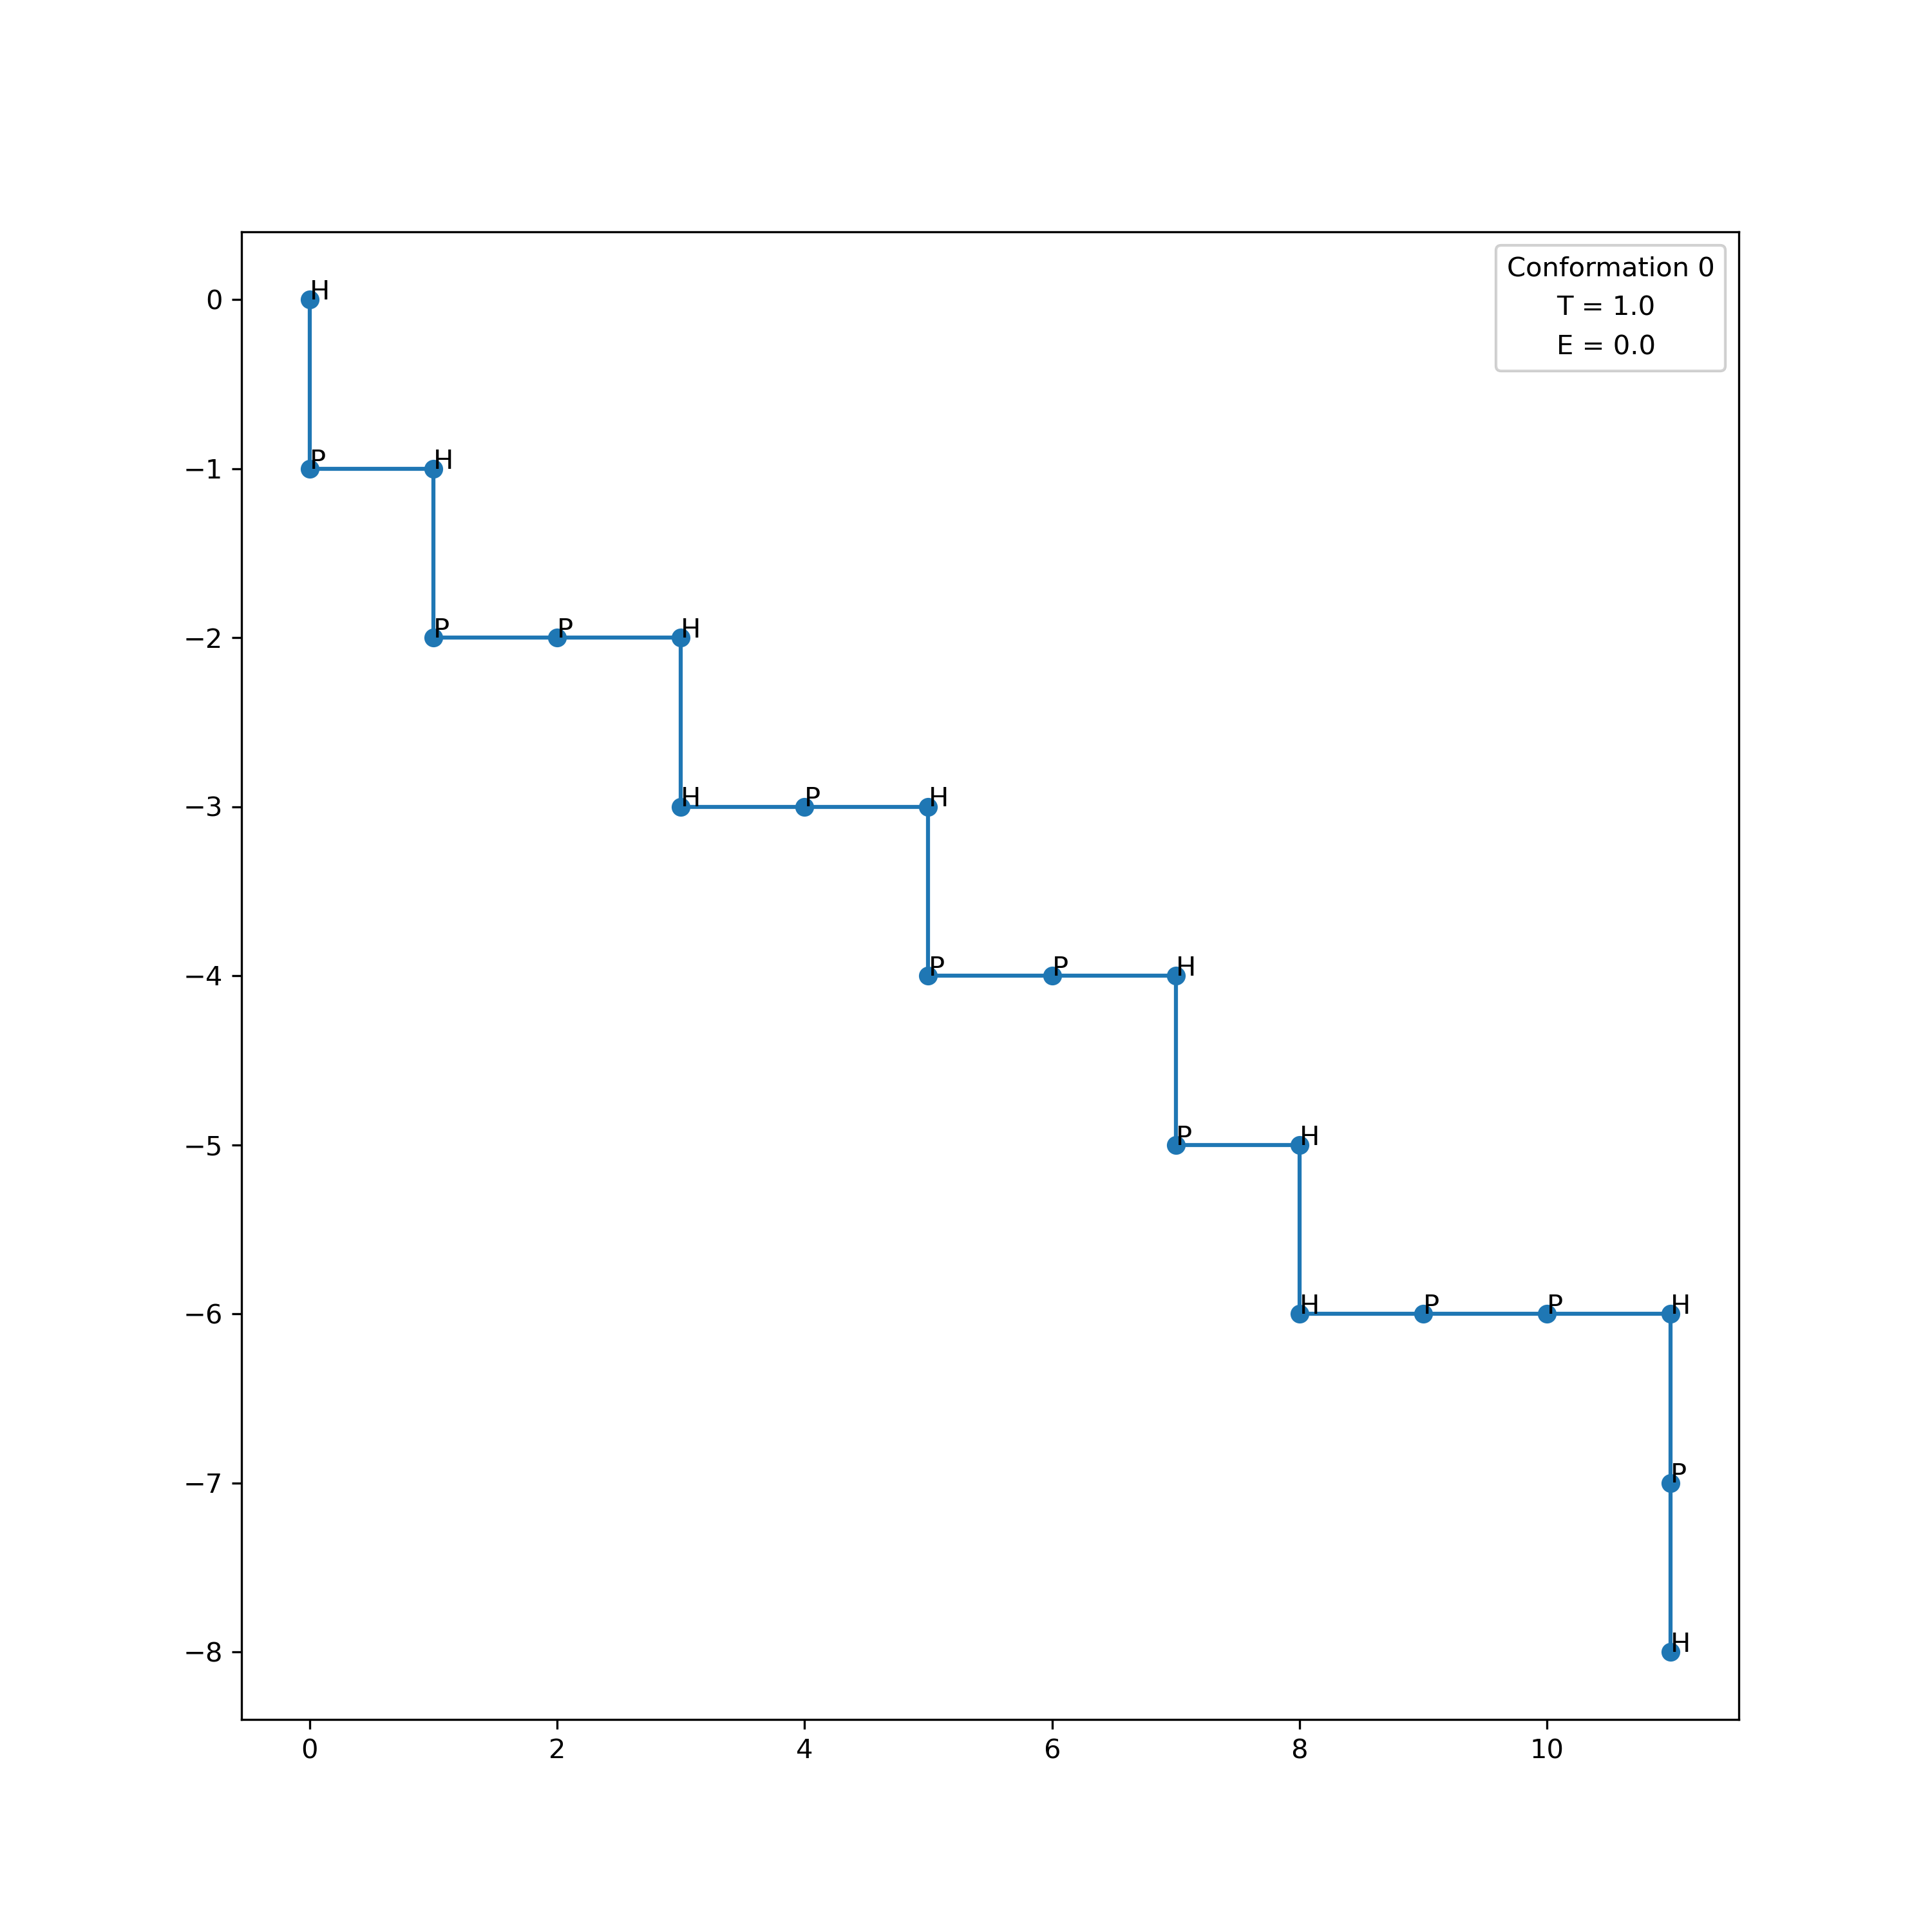 Conformation 0
T = 1.0
E = 0.0
0
H
−1
P H
−2
P P H
−3
H P H
−4
P P H
−5
P H
−6
H P P H
−7
P
−8
H
0 2 4 6 8 10